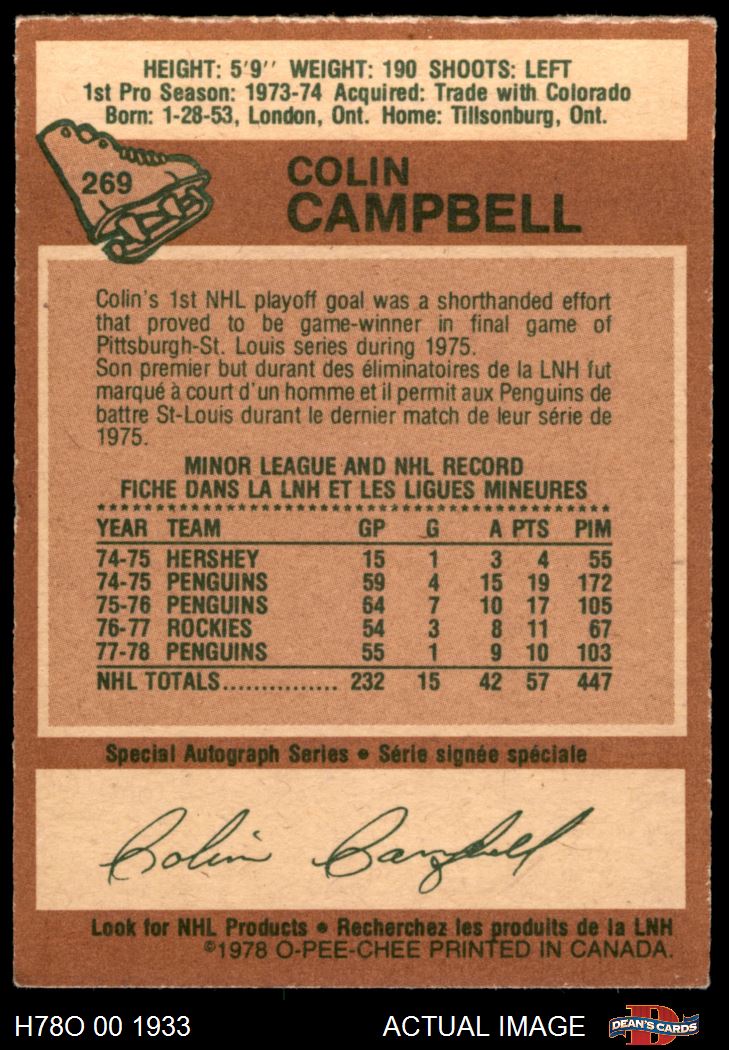 HEIGHT: 5'9'' WEIGHT: 190 SHOOTS: LEFT
1st Pro Season: 1973-74 Acquired: Trade with Colorado
Born: 1-28-53, London, Ont. Home: Tillsonburg, Ont.
269
COLIN
CAMPBELL
Colin's 1st NHL playoff goal was a shorthanded effort
that proved to be game-winner in final game of
Pittsburgh-St. Louis series during 1975.
Son premier but durant des éliminatoires de la LNH fut
marqué à court d'un homme et il permit aux Penguins de
battre St-Louis durant le dernier match de leur série de
1975.
MINOR LEAGUE AND NHL RECORD
FICHE DANS LA LNH ET LES LIGUES MINEURES
YEAR TEAM GP G A PTS PIM
74-75 HERSHEY 15 1 3 4 55
74-75 PENGUINS 59 4 15 19 172
75-76 PENGUINS 64 7 10 17 105
76-77 ROCKIES 54 3 8 11 67
77-78 PENGUINS 55 1 9 10 103
NHL TOTALS............... 232 15 42 57 447
Special Autograph Series • Série signée spéciale
Colin Campbell
Look for NHL Products • Recherchez les produits de la LNH
©1978 O-PEE-CHEE PRINTED IN CANADA.
H78O 00 1933 ACTUAL IMAGE DEAN'S CARDS